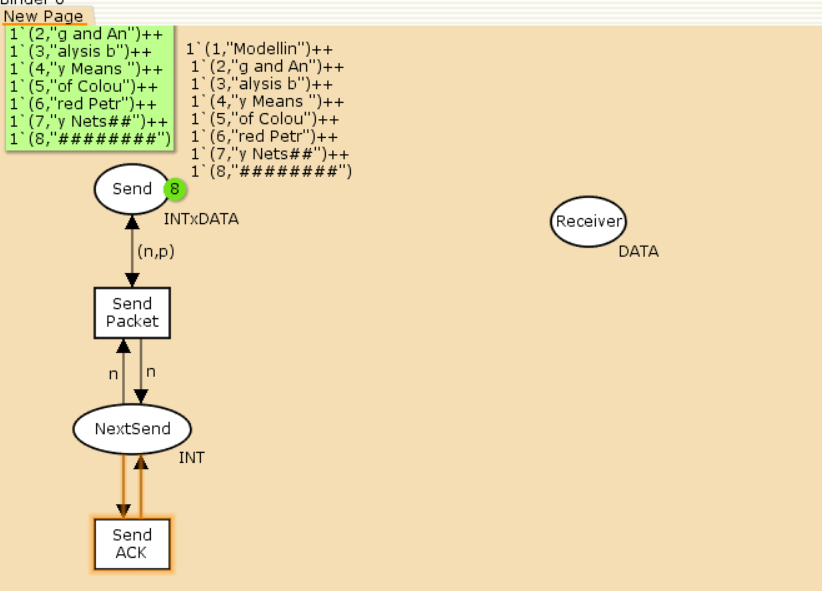 New Page
1`(2,"g and An")++
1`(3,"alysis b")++
1`(4,"y Means ")++
1`(5,"of Colou")++
1`(6,"red Petr")++
1`(7,"y Nets##")++
1`(8,"########")
1`(1,"Modellin")++
1`(2,"g and An")++
1`(3,"alysis b")++
1`(4,"y Means ")++
1`(5,"of Colou")++
1`(6,"red Petr")++
1`(7,"y Nets##")++
1`(8,"########")
Send
8
INTxDATA
Receiver
DATA
(n,p)
Send
Packet
n
n
NextSend
INT
Send
ACK